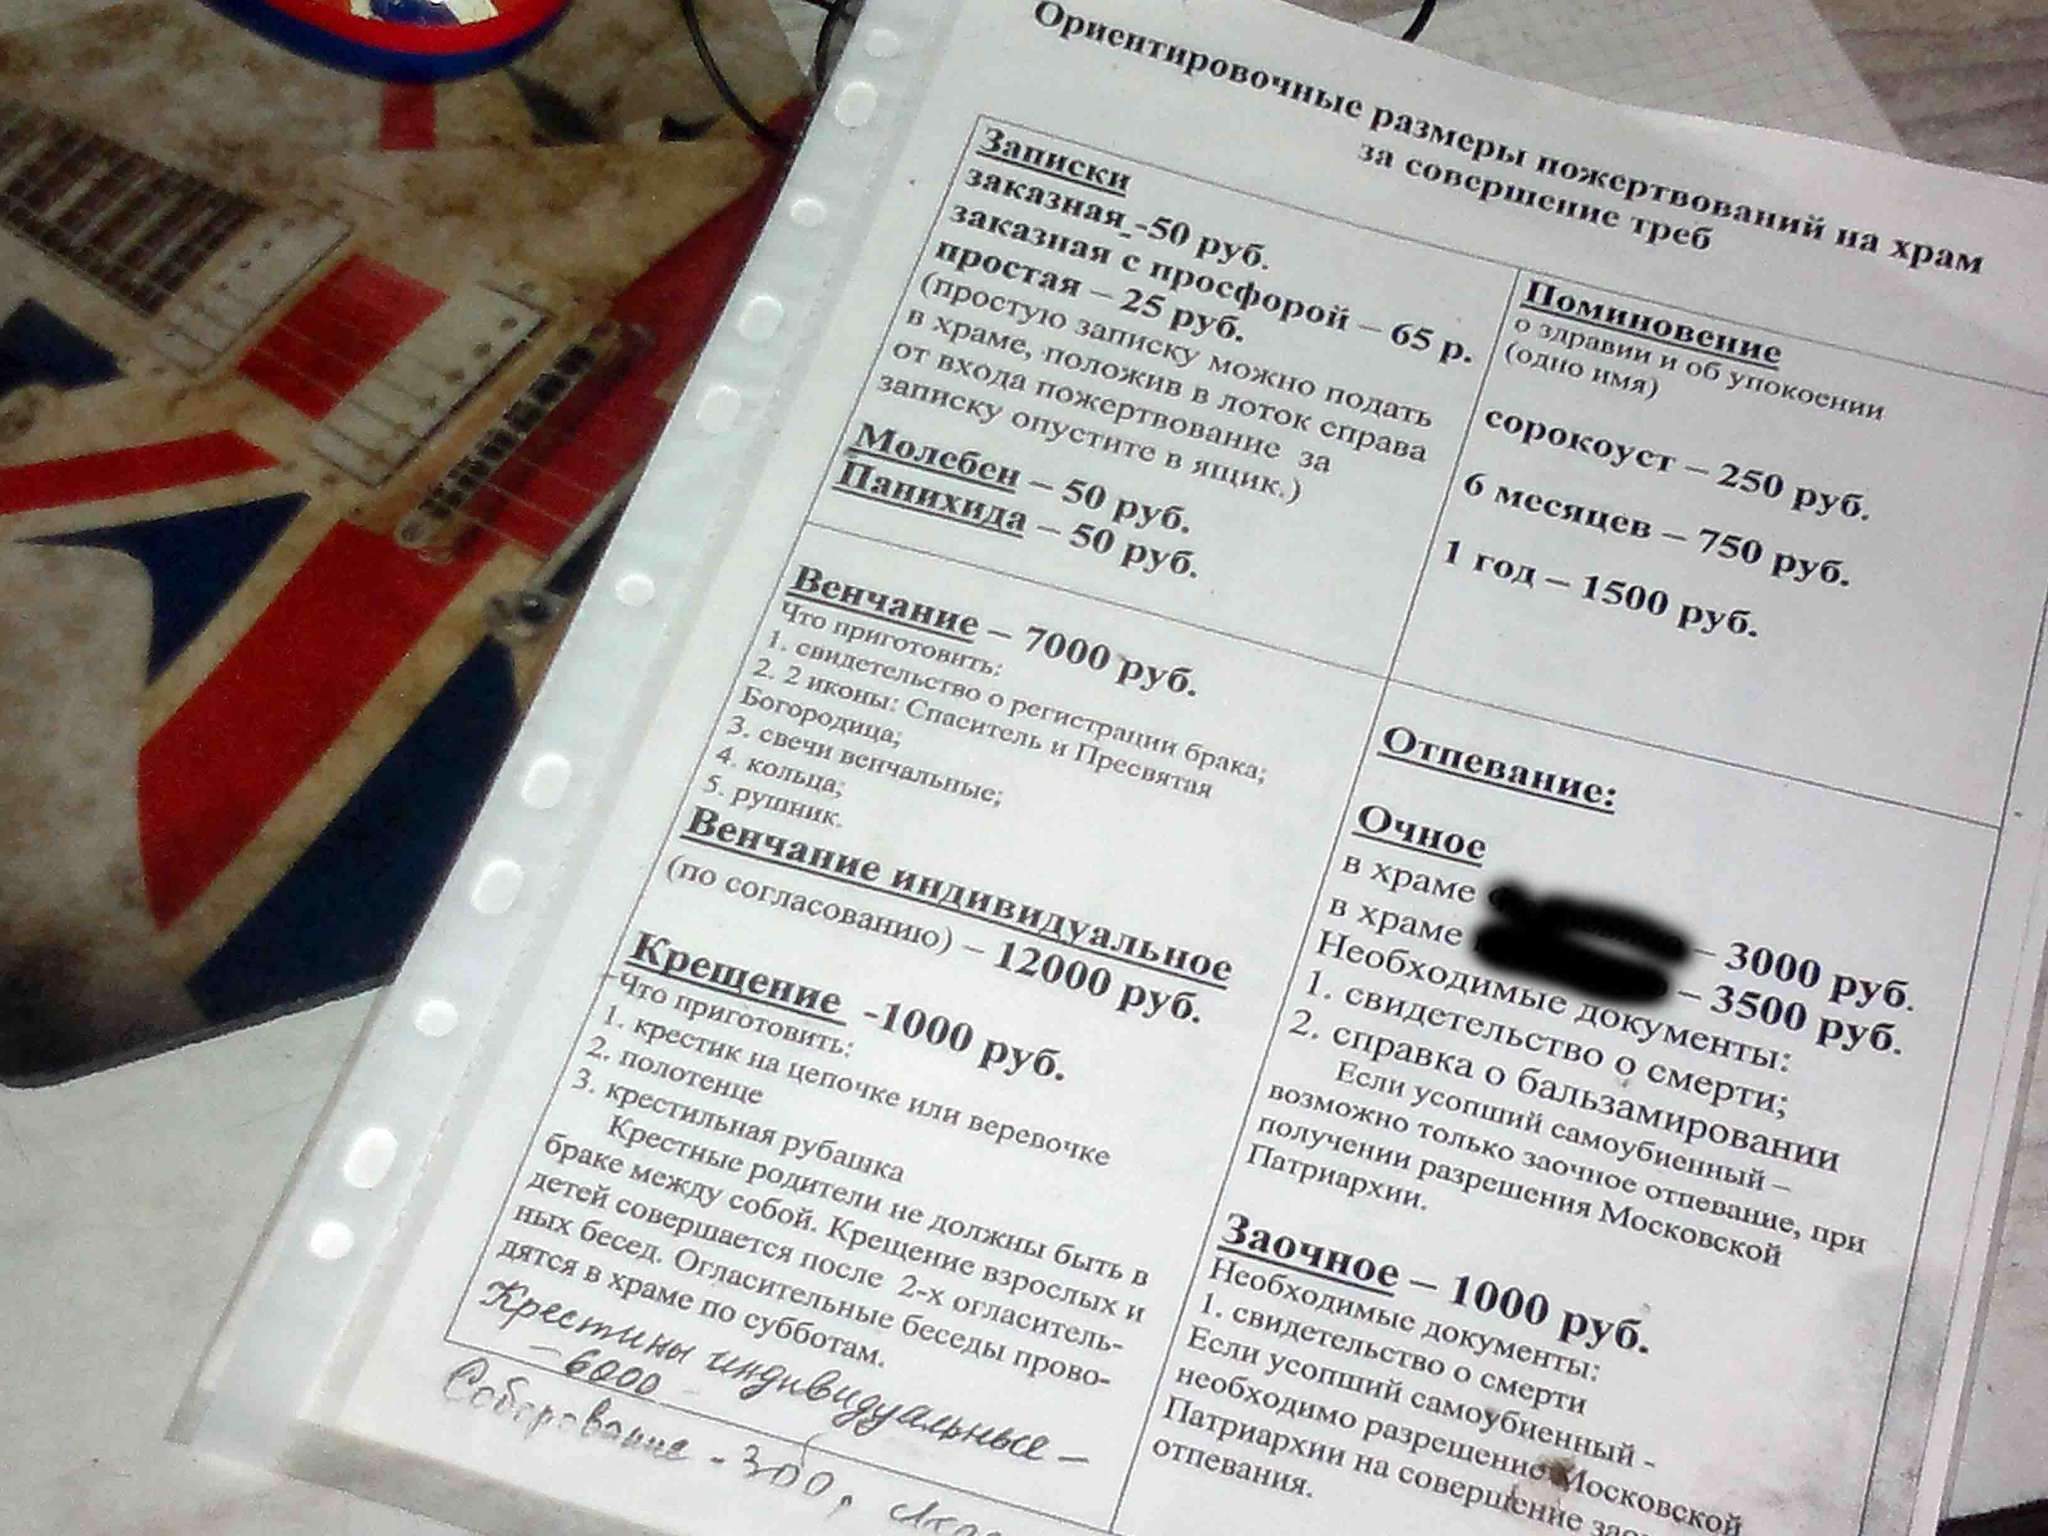 Ориентировочные размеры пожертвований на храм
за совершение треб
Записки
заказная -50 руб.
заказная с просфорой – 65 р.
простая – 25 руб.
(простую записку можно подать
в храме, положив в лоток справа
от входа пожертвование за
записку опустите в ящик.)
Молебен – 50 руб.
Панихида – 50 руб.
Поминовение
о здравии и об упокоении
(одно имя)
сорокоуст – 250 руб.
6 месяцев – 750 руб.
1 год – 1500 руб.
Венчание – 7000 руб.
Что приготовить:
1. свидетельство о регистрации брака;
2. 2 иконы: Спаситель и Пресвятая
Богородица;
3. свечи венчальные;
4. кольца;
5. рушник.
Венчание индивидуальное
(по согласованию) – 12000 руб.
Крещение -1000 руб.
Что приготовить:
1. крестик на цепочке или веревочке
2. полотенце
3. крестильная рубашка
Крестные родители не должны быть в
браке между собой. Крещение взрослых и
детей совершается после 2-х огласитель-
ных бесед. Огласительные беседы прово-
дятся в храме по субботам.
Крестины индивидуальные –
– 6000 –
Соборование - 300,
Отпевание:
Очное
в храме – 3000 руб.
в храме – 3500 руб.
Необходимые документы:
1. свидетельство о смерти;
2. справка о бальзамировании
Если усопший самоубиенный –
возможно только заочное отпевание, при
получении разрешения Московской
Патриархии.
Заочное – 1000 руб.
Необходимые документы:
1. свидетельство о смерти
Если усопший самоубиенный -
необходимо разрешение Московской
Патриархии на совершение
отпевания.